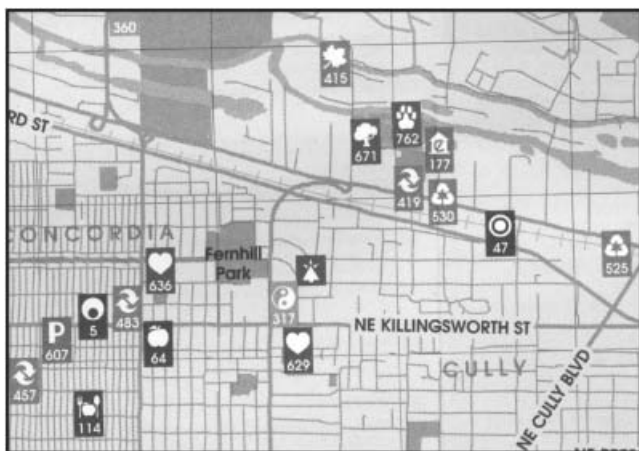 360
415
RD ST
762
671
177
419
530
CONCORDIA
47
525
Fernhill
Park
636
317
5
483
NE KILLINGSWORTH ST
P
607
64
629
CULLY
457
NE CULLY BLVD
114